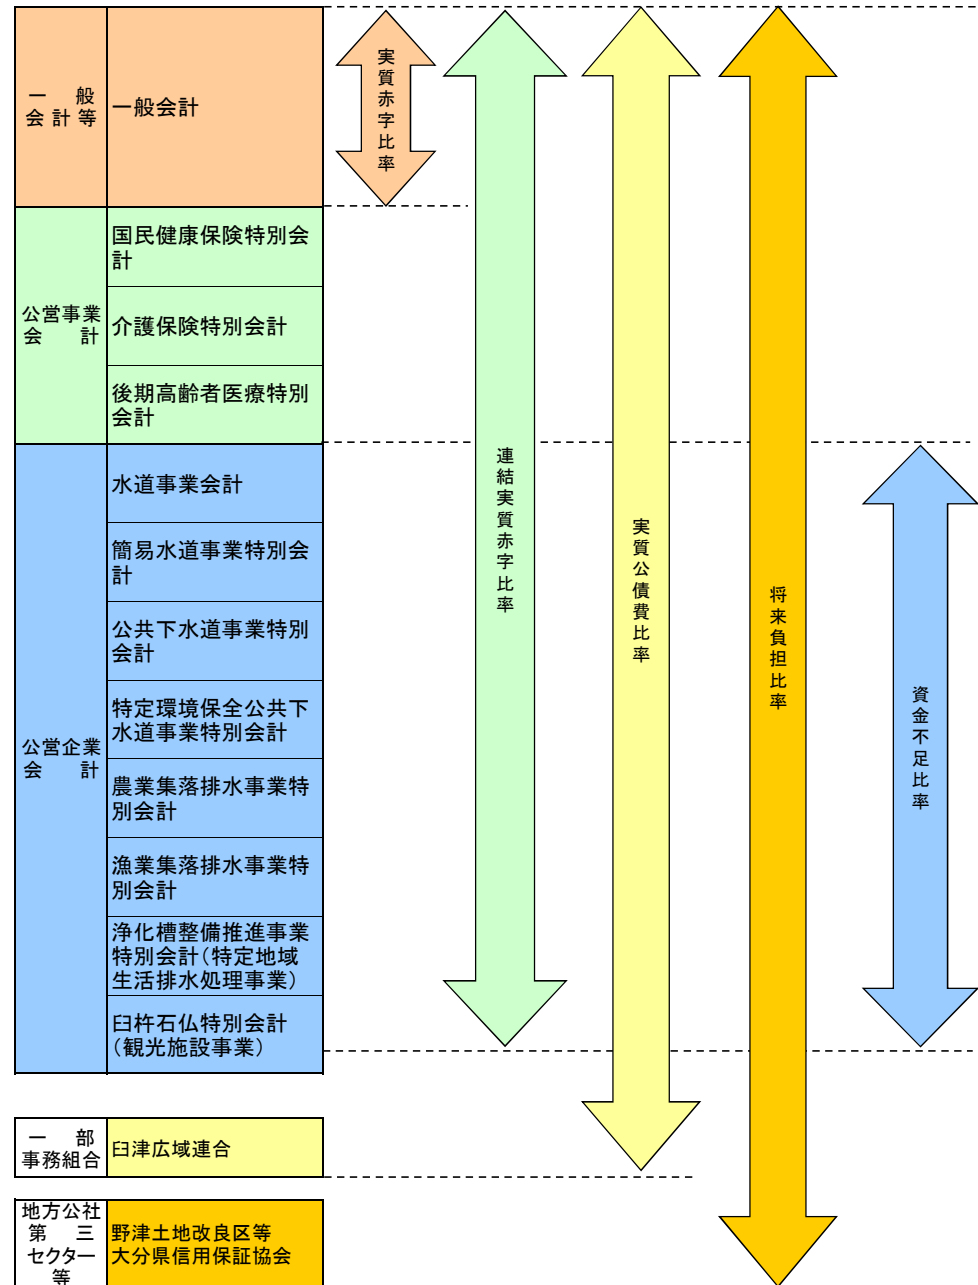 一　般
会 計 等
一般会計
公営事業
会　　計
国民健康保険特別会
計
介護保険特別会計
後期高齢者医療特別
会計
公営企業
会　　計
水道事業会計
簡易水道事業特別会
計
公共下水道事業特別
会計
特定環境保全公共下
水道事業特別会計
農業集落排水事業特
別会計
漁業集落排水事業特
別会計
浄化槽整備推進事業
特別会計（特定地域
生活排水処理事業）
臼杵石仏特別会計
（観光施設事業）
一　　部
事務組合
臼津広域連合
地方公社
第　　三
セクター
等
野津土地改良区等
大分県信用保証協会
実質赤字比率
連結実質赤字比率
実質公債費比率
将来負担比率
資金不足比率